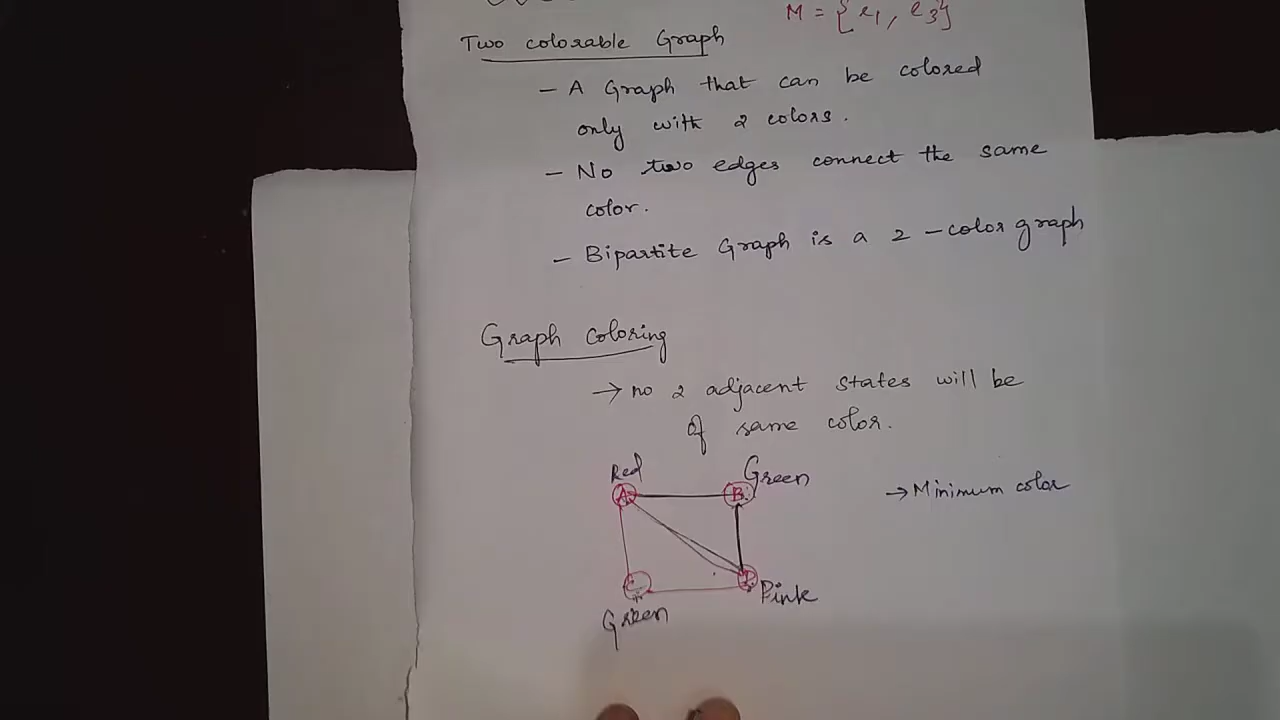 M = {e1, e3}
Two colorable Graph
- A Graph that can be colored
only with 2 colors.
- No two edges connect the same
color.
- Bipartite Graph is a 2 - color graph
Graph coloring
→ no 2 adjacent states will be
of same color.
Red
Green
A
B
→ Minimum color
C
D
Pink
Green